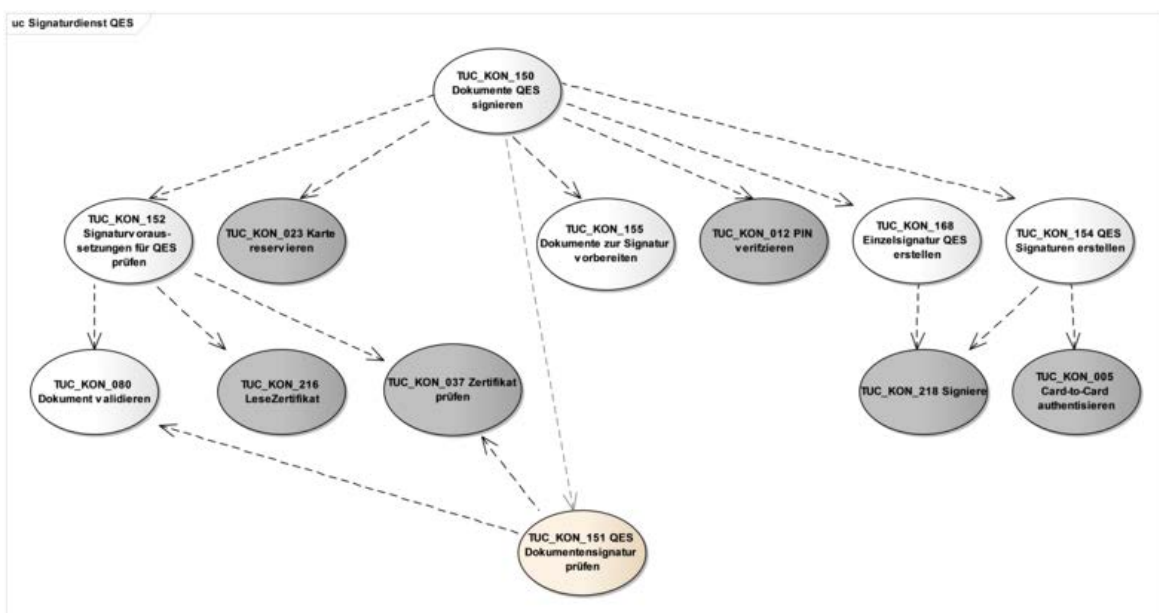 uc Signaturdienst QES
TUC_KON_150
Dokumente QES
signieren
TUC_KON_152
Signaturvoraus-
setzungen für QES
prüfen
TUC_KON_023 Karte
reservieren
TUC_KON_155
Dokumente zur Signatur
vorbereiten
TUC_KON_012 PIN
verifzieren
TUC_KON_168
Einzelsignatur QES
erstellen
TUC_KON_154 QES
Signaturen erstellen
TUC_KON_080
Dokument validieren
TUC_KON_216
LeseZertifikat
TUC_KON_037 Zertifikat
prüfen
TUC_KON_218 Signiere
TUC_KON_005
Card-to-Card
authentisieren
TUC_KON_151 QES
Dokumentensignatur
prüfen